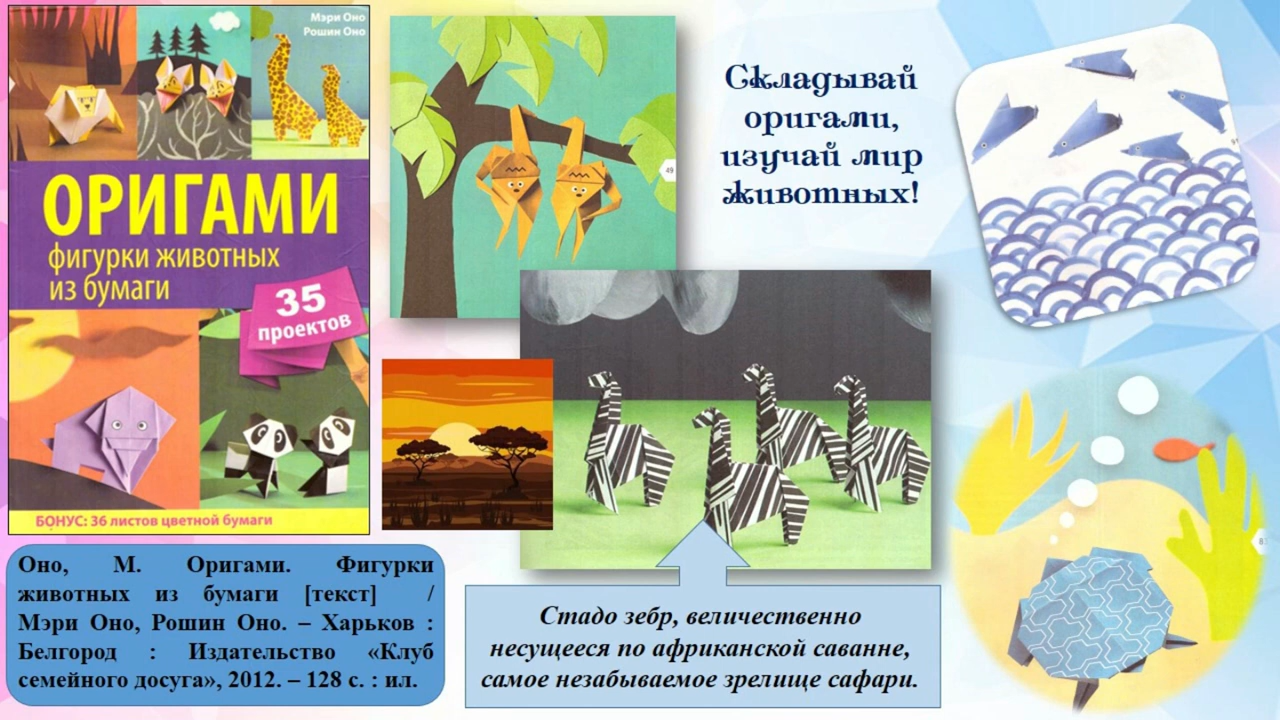 Мэри Оно
Рошин Оно
ОРИГАМИ
фигурки животных
из бумаги
35
проектов
БОНУС: 36 листов цветной бумаги
Оно, М. Оригами. Фигурки
животных из бумаги [текст] /
Мэри Оно, Рошин Оно. – Харьков :
Белгород : Издательство «Клуб
семейного досуга», 2012. – 128 с. : ил.
49
Складывай
оригами,
изучай мир
животных!
Стадо зебр, величественно
несущееся по африканской саванне,
самое незабываемое зрелище сафари.